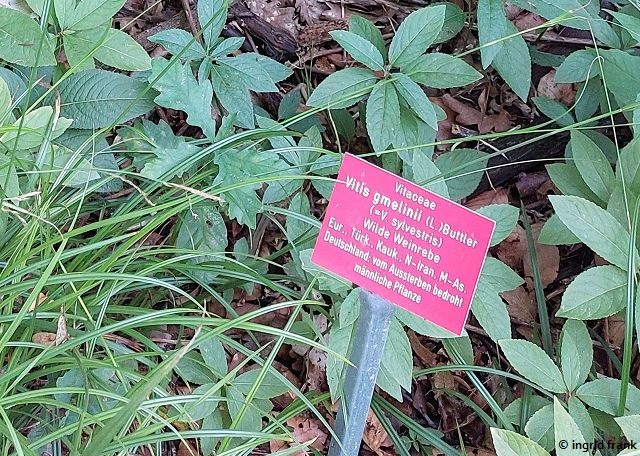 Vitaceae
Vitis gmelinii (L.) Buttler
(=V. sylvestris)
Wilde Weinrebe
Eur., Türk., Kauk., N-Iran, M-As.
Deutschland: vom Aussterben bedroht
männliche Pflanze
© ingrid frank